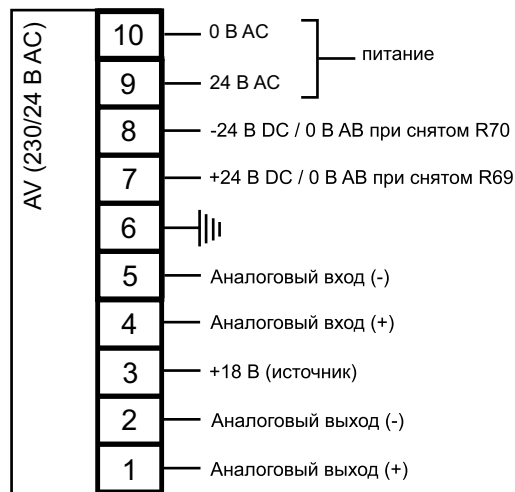 AV (230/24 В AC)
10 0 В AC
питание
9 24 В AC
8 -24 В DC / 0 В АВ при снятом R70
7 +24 В DC / 0 В АВ при снятом R69
6
5 Аналоговый вход (-)
4 Аналоговый вход (+)
3 +18 В (источник)
2 Аналоговый выход (-)
1 Аналоговый выход (+)